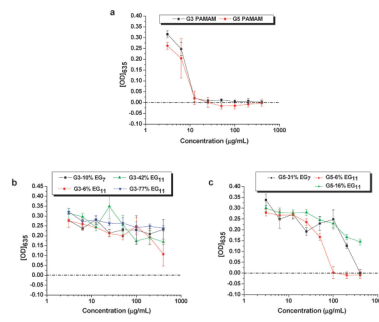 a
G3 PAMAM G5 PAMAM
0.40
0.35
0.30
0.25
0.20
0.15
0.10
0.05
0.00
-0.05
-0.10
[OD]635
1 10 100 1000
Concentration (µg/mL)
b
G3-10% EG7 G3-42% EG11
G3-6% EG11 G3-77% EG11
0.40
0.35
0.30
0.25
0.20
0.15
0.10
0.05
0.00
-0.05
-0.10
[OD]635
1 10 100 1000
Concentration (µg/mL)
c
G5-31% EG7 G5-6% EG11
G5-16% EG11
0.40
0.35
0.30
0.25
0.20
0.15
0.10
0.05
0.00
-0.05
-0.10
[OD]635
1 10 100 1000
Concentration (µg/mL)